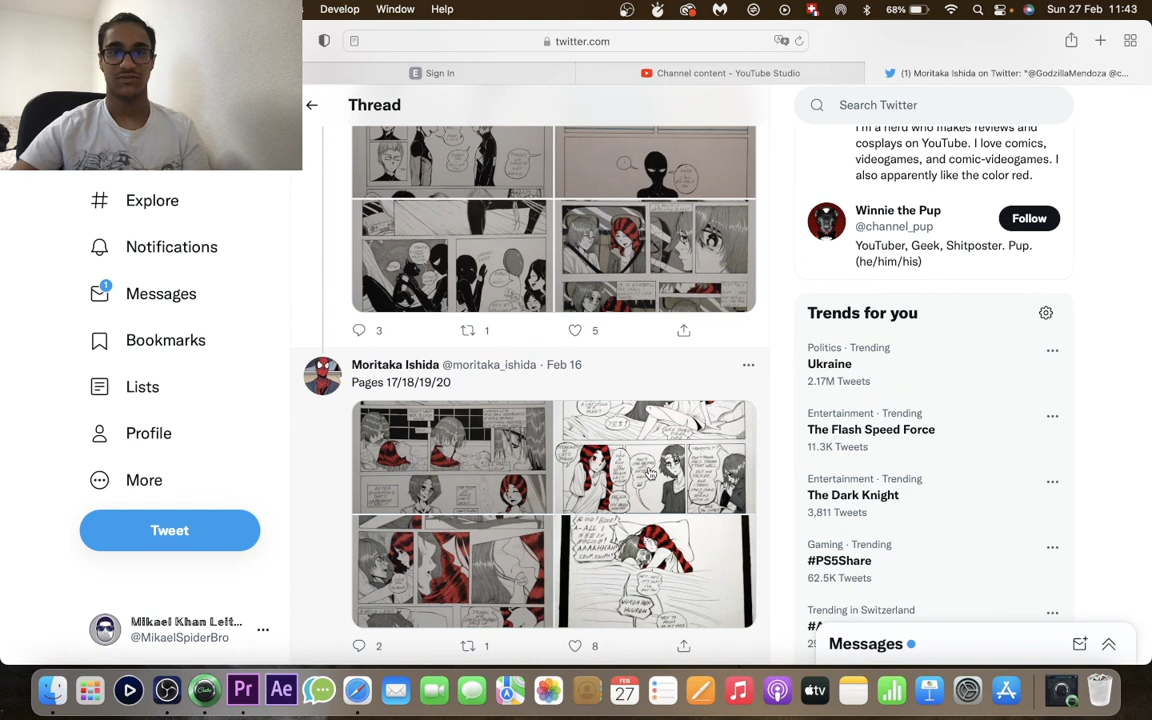 Develop Window Help
68% Sun 27 Feb 11:43
twitter.com
Sign In
Channel content - YouTube Studio
(1) Moritaka Ishida on Twitter: "@GodzillaMendoza @c...
Thread
Search Twitter
I'm a nerd who makes reviews and
cosplays on YouTube. I love comics,
videogames, and comic-videogames. I
also apparently like the color red.
Explore
Notifications
1
Messages
Bookmarks
Lists
Profile
More
Tweet
@MikaelSpiderBro
3 1 5
Moritaka Ishida @moritaka_ishida · Feb 16
Pages 17/18/19/20
2 1 8
Winnie the Pup
@channel_pup
Follow
YouTuber, Geek, Shitposter. Pup.
(he/him/his)
Trends for you
Politics · Trending
Ukraine
2.17M Tweets
Entertainment · Trending
The Flash Speed Force
11.3K Tweets
Entertainment · Trending
The Dark Knight
3,811 Tweets
Gaming · Trending
#PS5Share
62.5K Tweets
Trending in Switzerland
Messages
Pr Ae
FEB
27
tv